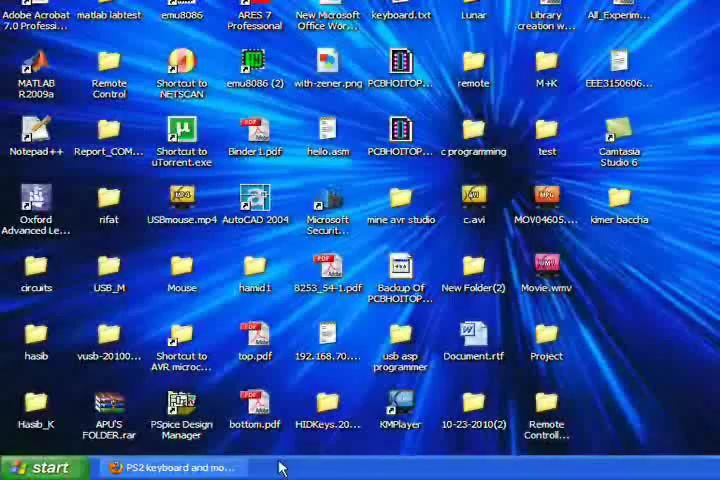 Adobe Acrobat
7.0 Professi...
matlab labtest
emu8086
ARES 7
Professional
New Microsoft
Office Wor...
keyboard.txt
Lunar
Library
creation w...
All_Experim...
MATLAB
R2009a
Remote
Control
Shortcut to
NETSCAN
emu8086 (2)
with-zener.png
PCBHOITOP...
remote
M+K
EEE3150606...
Notepad++
Report_COM...
Shortcut to
uTorrent.exe
Binder1.pdf
hello.asm
PCBHOITOP...
c programming
test
Camtasia
Studio 6
Oxford
Advanced Le...
rifat
USBmouse.mp4
AutoCAD 2004
Microsoft
Securit...
mine avr studio
c.avi
MOV04605....
kimer baccha
circuits
USB_M
Mouse
hamid1
8253_54-1.pdf
Backup Of
PCBHOITOP...
New Folder(2)
Movie.wmv
hasib
vusb-20100...
Shortcut to
AVR microc...
top.pdf
192.168.70....
usb asp
programmer
Document.rtf
Project
Hasib_K
APU'S
FOLDER.rar
PSpice Design
Manager
bottom.pdf
HIDKeys.20...
KMPlayer
10-23-2010(2)
Remote
Controll...
start
PS2 keyboard and mo...